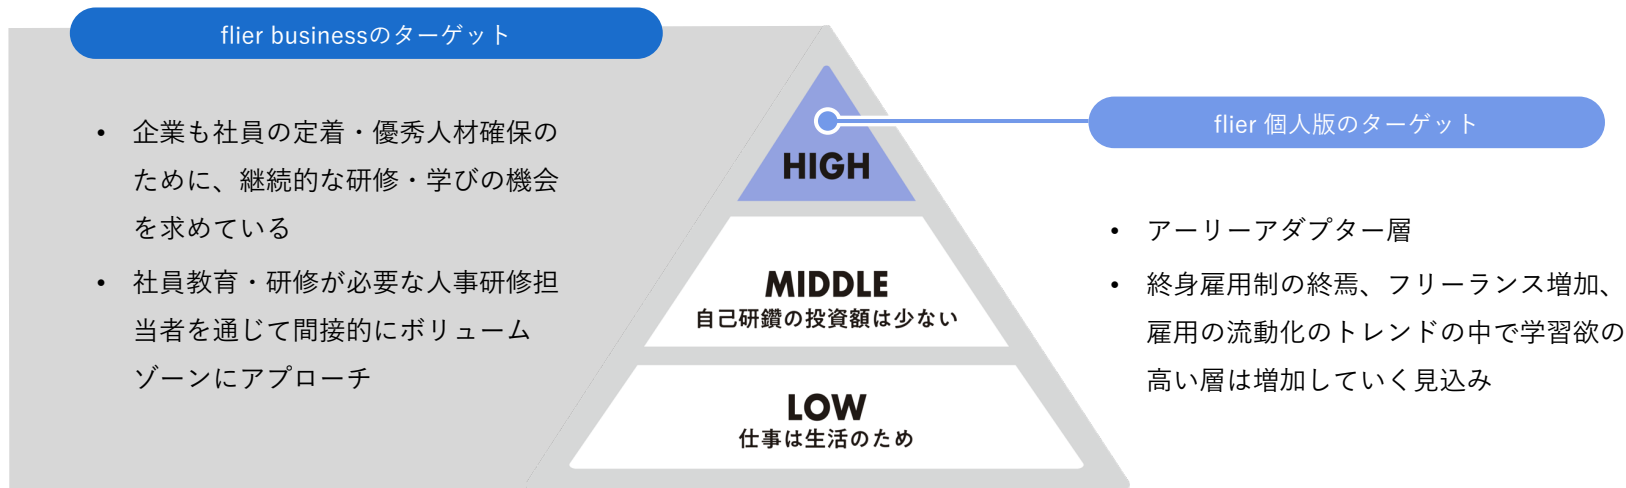 flier businessのターゲット
• 企業も社員の定着・優秀人材確保の
ために、継続的な研修・学びの機会
を求めている
• 社員教育・研修が必要な人事研修担
当者を通じて間接的にボリューム
ゾーンにアプローチ
HIGH
MIDDLE
自己研鑽の投資額は少ない
LOW
仕事は生活のため
flier 個人版のターゲット
• アーリーアダプター層
• 終身雇用制の終焉、フリーランス増加、
雇用の流動化のトレンドの中で学習欲の
高い層は増加していく見込み